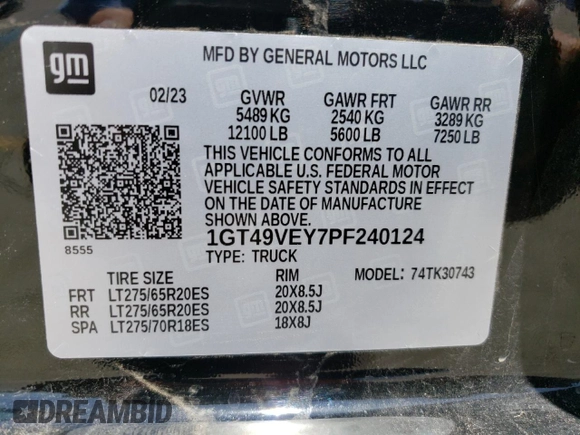 gm
MFD BY GENERAL MOTORS LLC
02/23 GVWR GAWR FRT GAWR RR
5489 KG 2540 KG 3289 KG
12100 LB 5600 LB 7250 LB
THIS VEHICLE CONFORMS TO ALL
APPLICABLE U.S. FEDERAL MOTOR
VEHICLE SAFETY STANDARDS IN EFFECT
ON THE DATE OF MANUFACTURE
SHOWN ABOVE.
8555
1GT49VEY7PF240124
TYPE: TRUCK
MODEL: 74TK30743
TIRE SIZE RIM
FRT LT275/65R20ES 20X8.5J
RR LT275/65R20ES 20X8.5J
SPA LT275/70R18ES 18X8J
DREAMBID